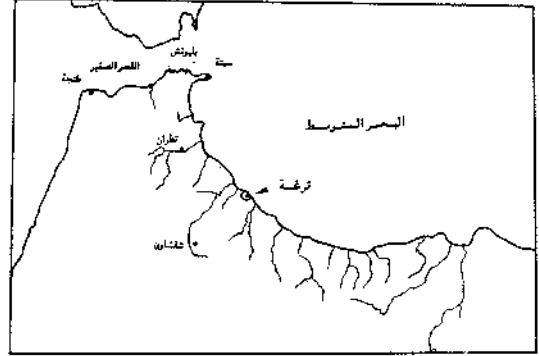 بليونش
سبتة
القصر الصغير
طنجة
البحر المتوسط
تطوان
ترغة
شفشاون